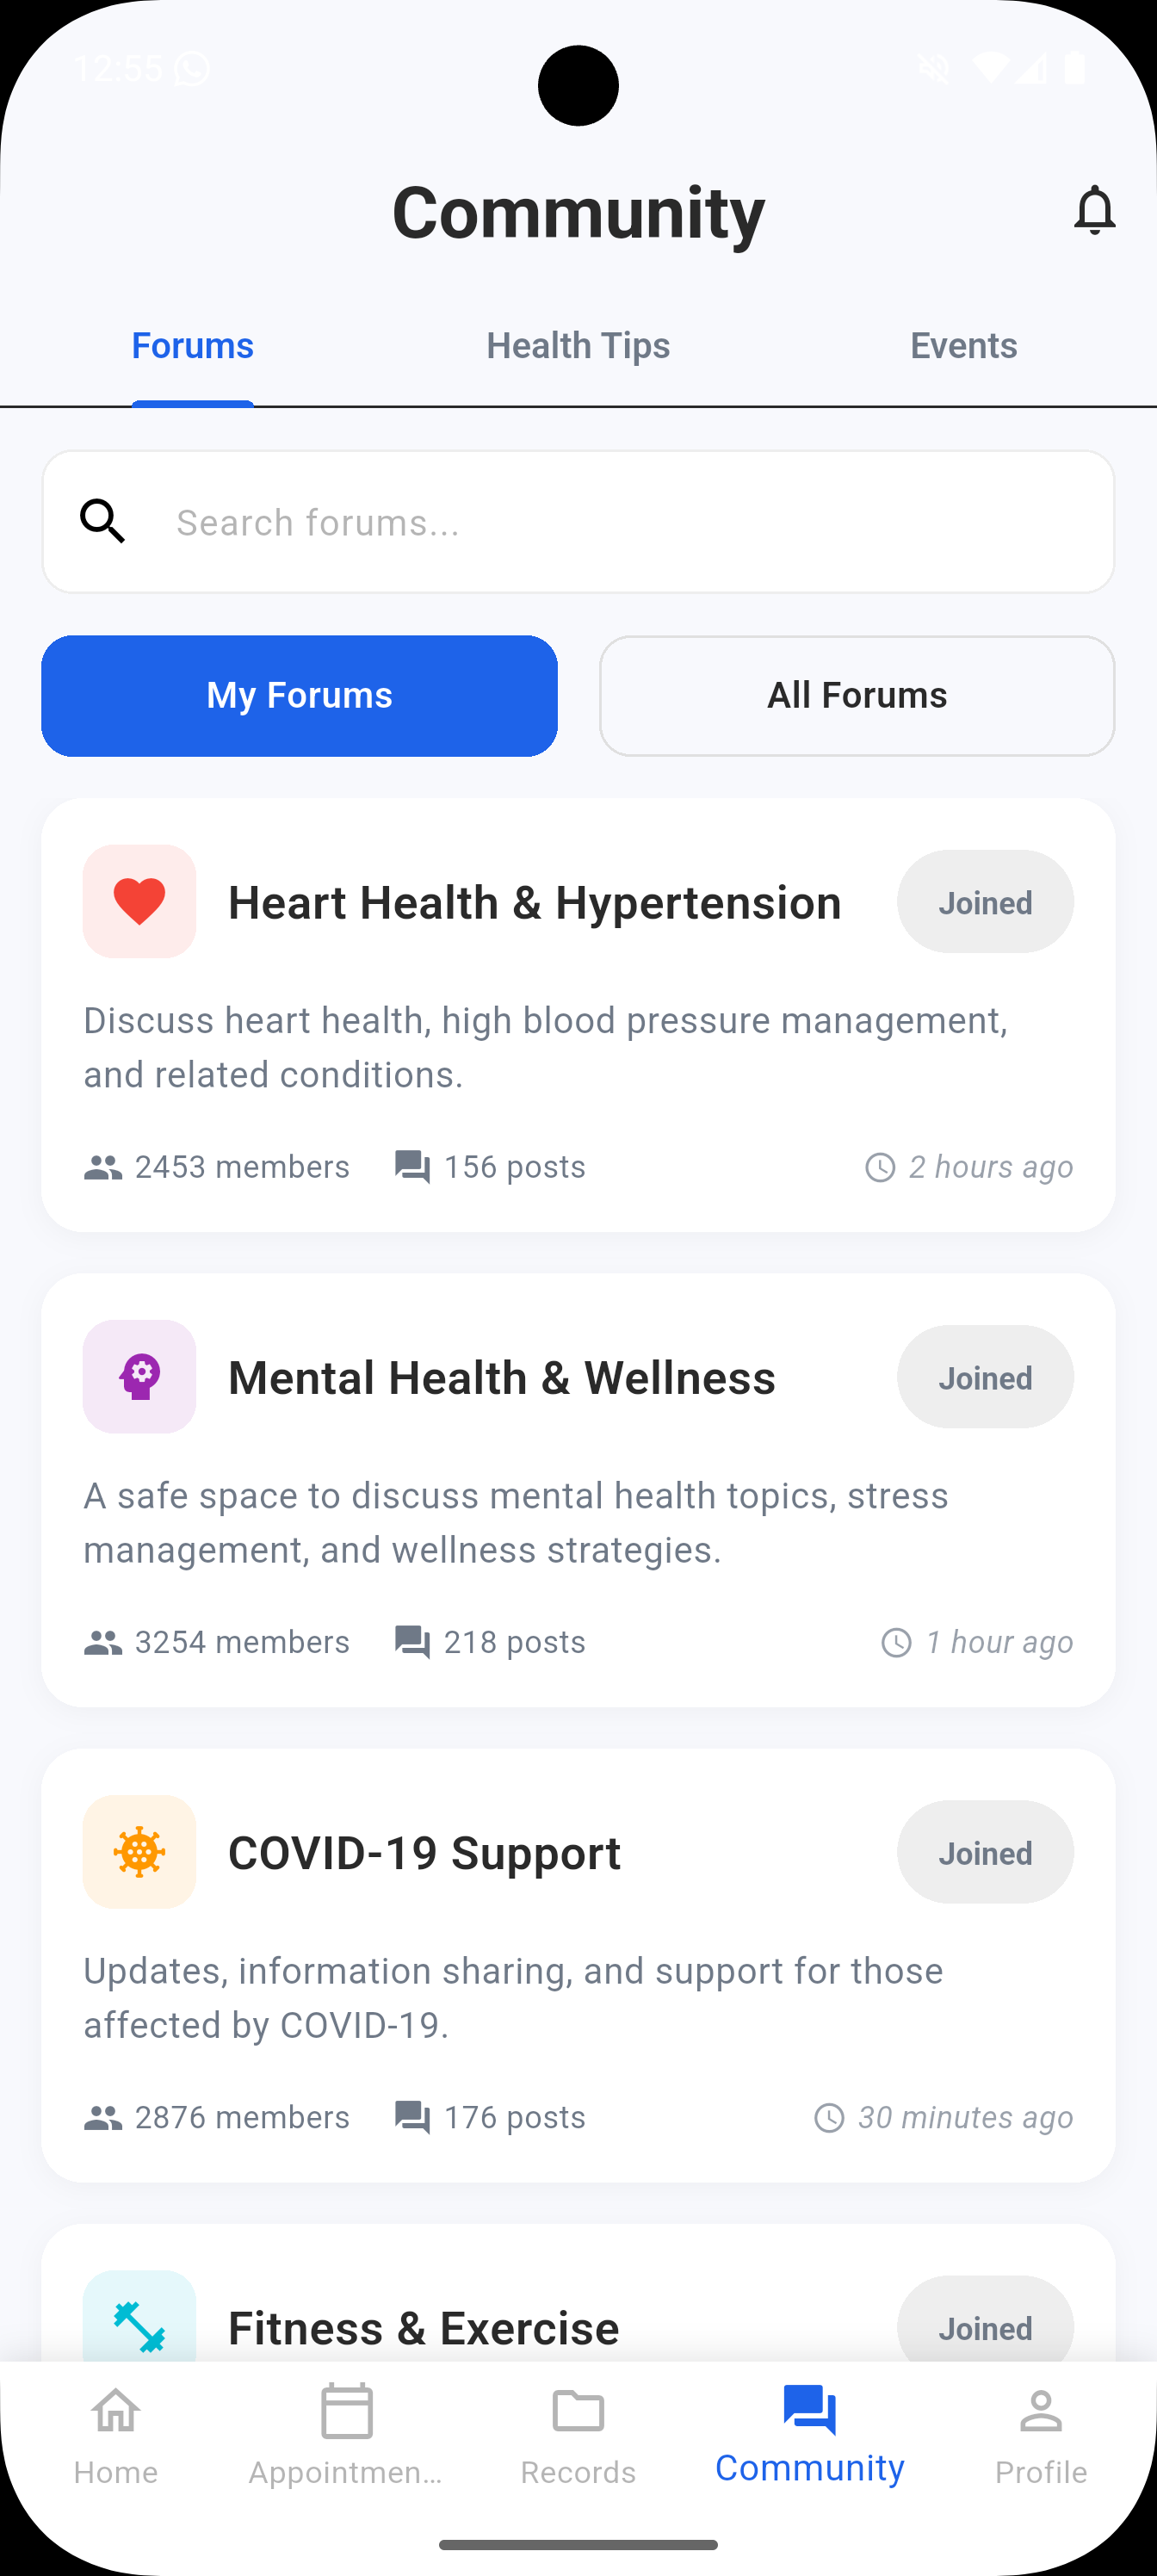 12:55
Community
Forums Health Tips Events
Search forums...
My Forums All Forums
Heart Health & Hypertension Joined
Discuss heart health, high blood pressure management,
and related conditions.
2453 members 156 posts 2 hours ago
Mental Health & Wellness Joined
A safe space to discuss mental health topics, stress
management, and wellness strategies.
3254 members 218 posts 1 hour ago
COVID-19 Support Joined
Updates, information sharing, and support for those
affected by COVID-19.
2876 members 176 posts 30 minutes ago
Fitness & Exercise Joined
Home Appointmen... Records Community Profile